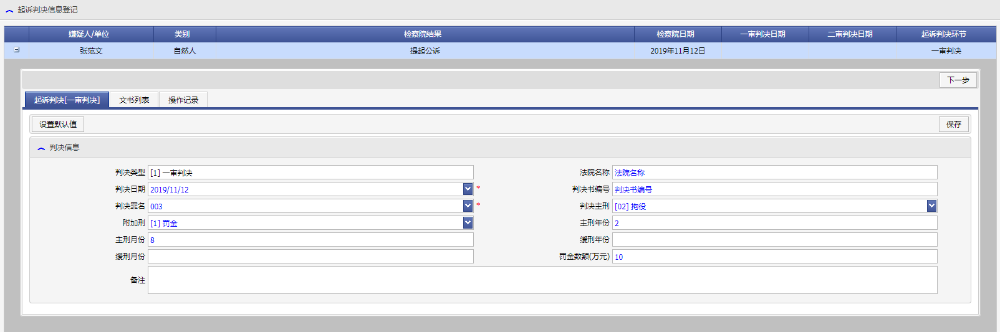 起诉判决信息登记
嫌疑人/单位 类别 检察院结果 检察院日期 一审判决日期 二审判决日期 起诉判决环节
张范文 自然人 提起公诉 2019年11月12日 一审判决
下一步
起诉判决[一审判决] 文书列表 操作记录
设置默认值 保存
判决信息
判决类型 [1] 一审判决 法院名称 法院名称
判决日期 2019/11/12 * 判决书编号 判决书编号
判决罪名 003 * 判决主刑 [02] 拘役
附加刑 [1] 罚金 主刑年份 2
主刑月份 8 缓刑年份
缓刑月份 罚金数额(万元) 10
备注